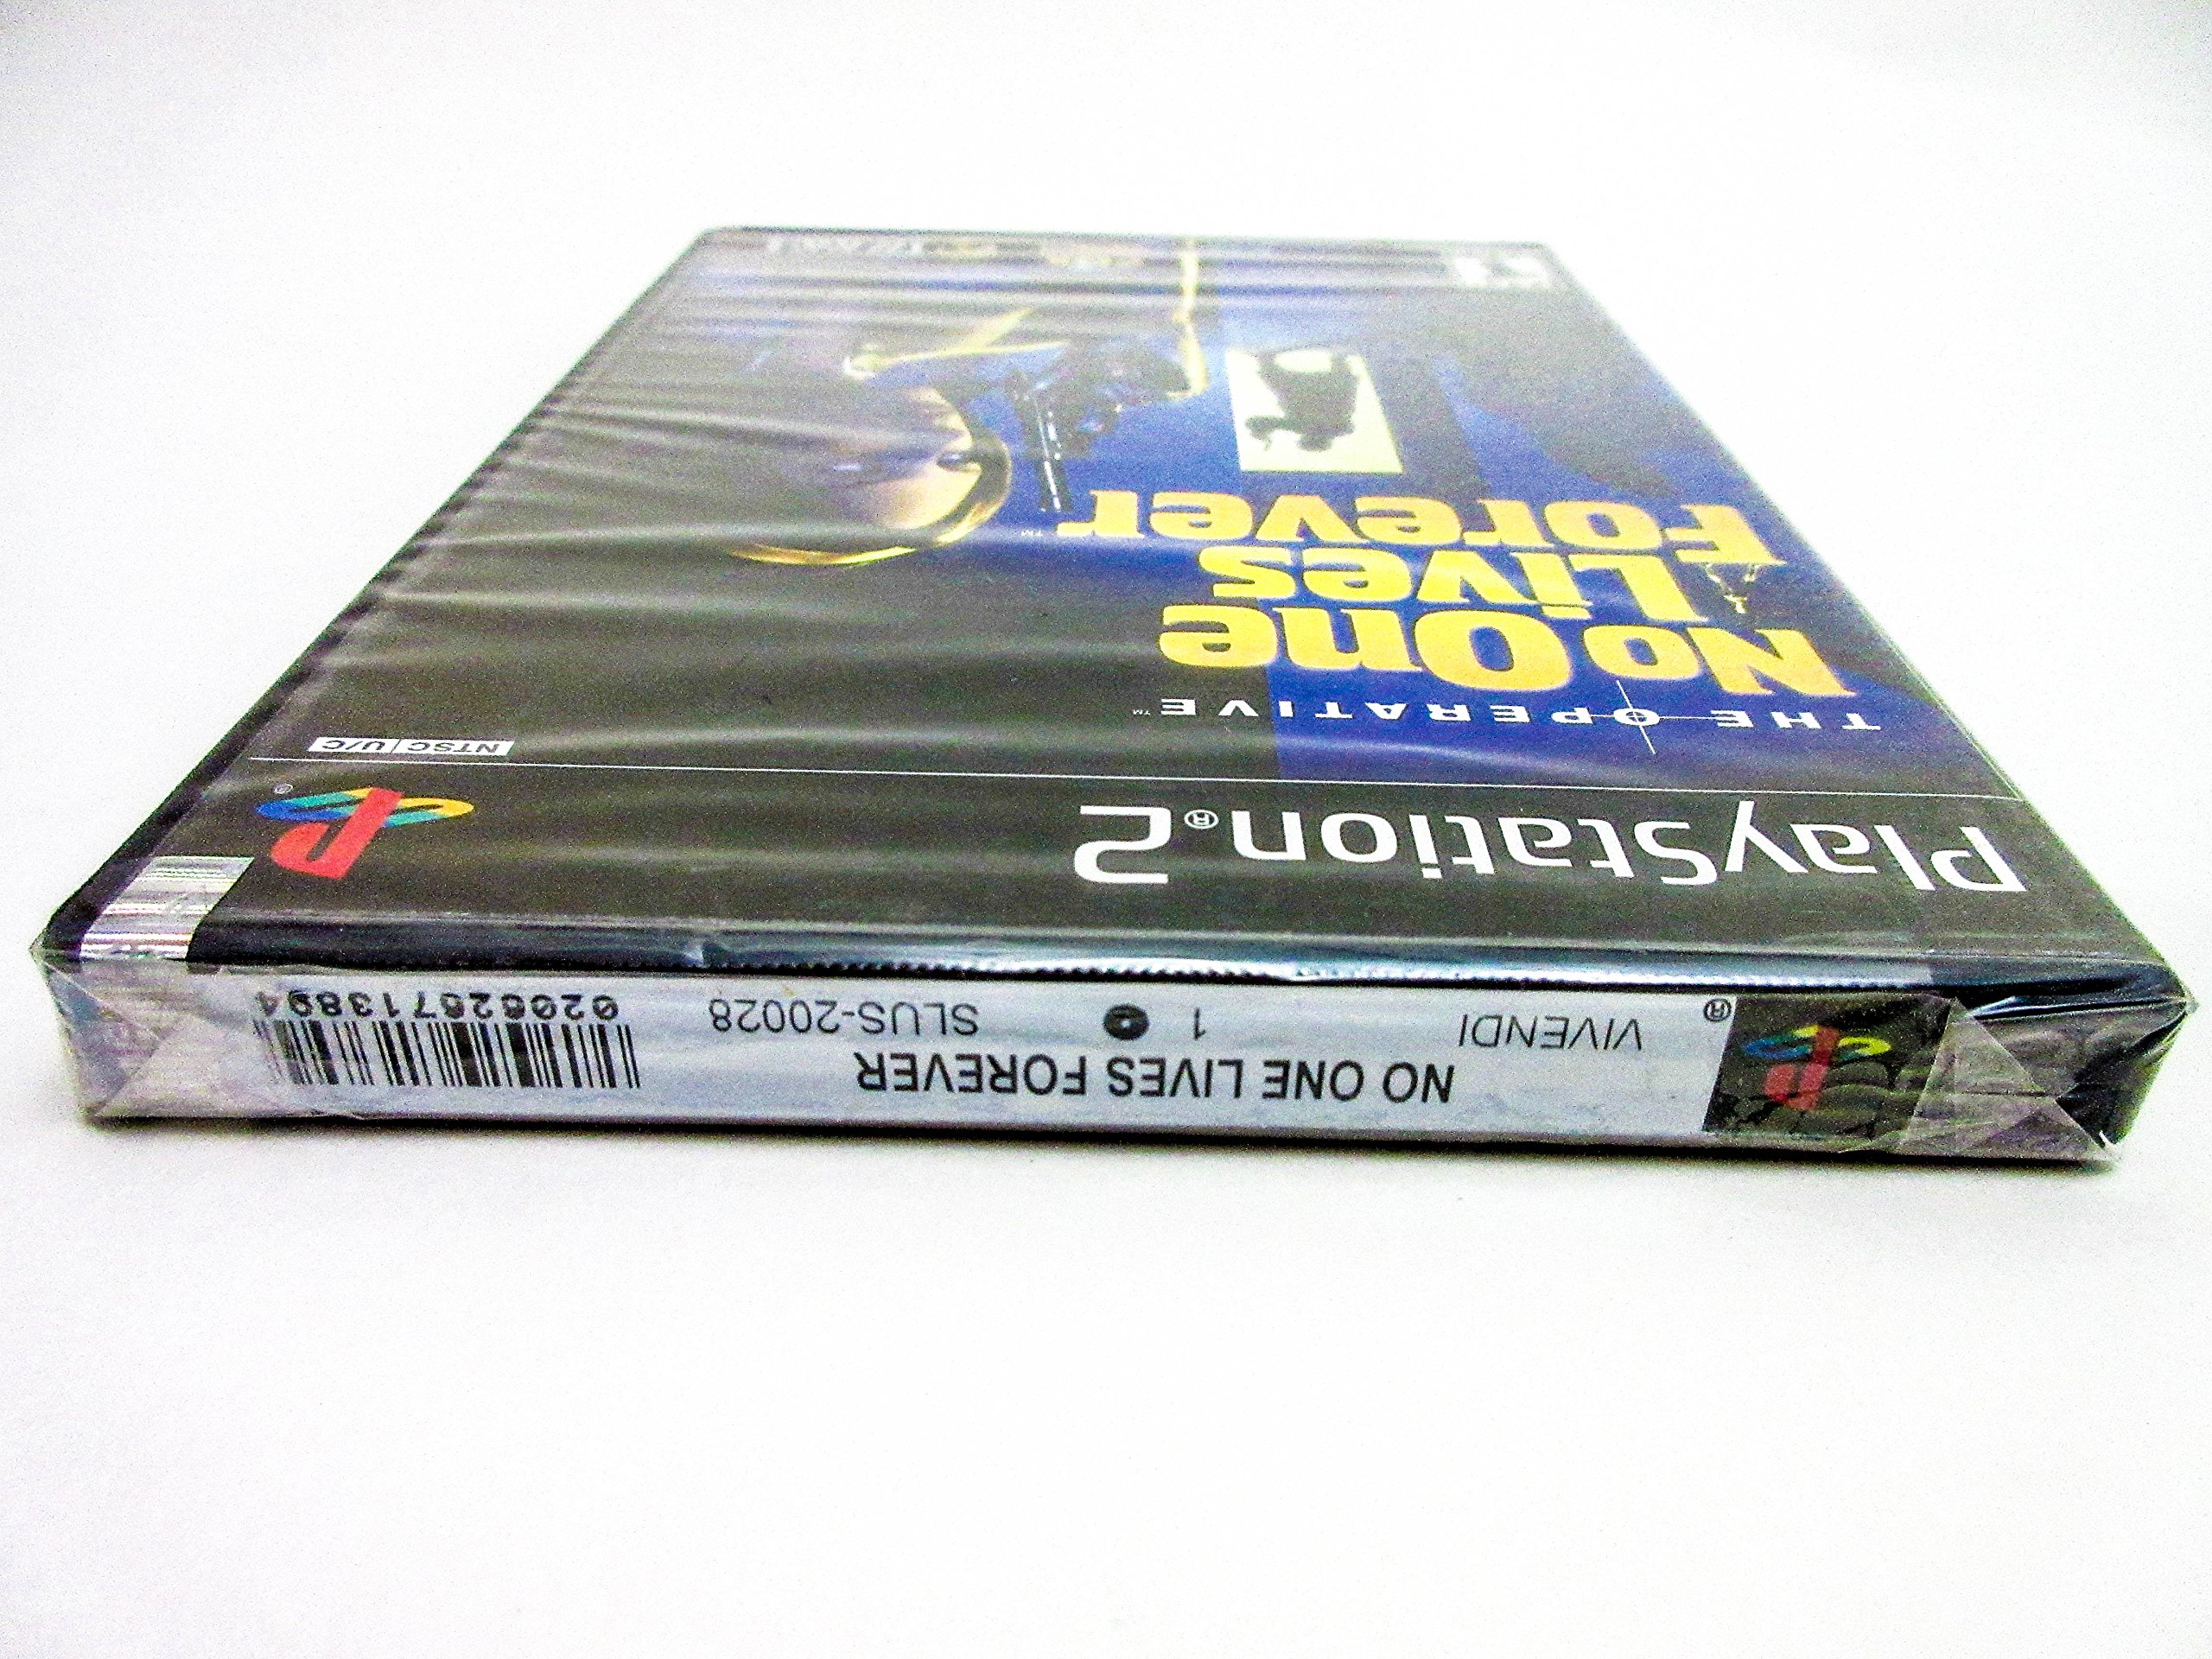 PlayStation®2
NTSC U/C
THE OPERATIVE™
No One
Lives
Forever™
NO ONE LIVES FOREVER
VIVENDI 1 SLUS-20028
020626713894
®